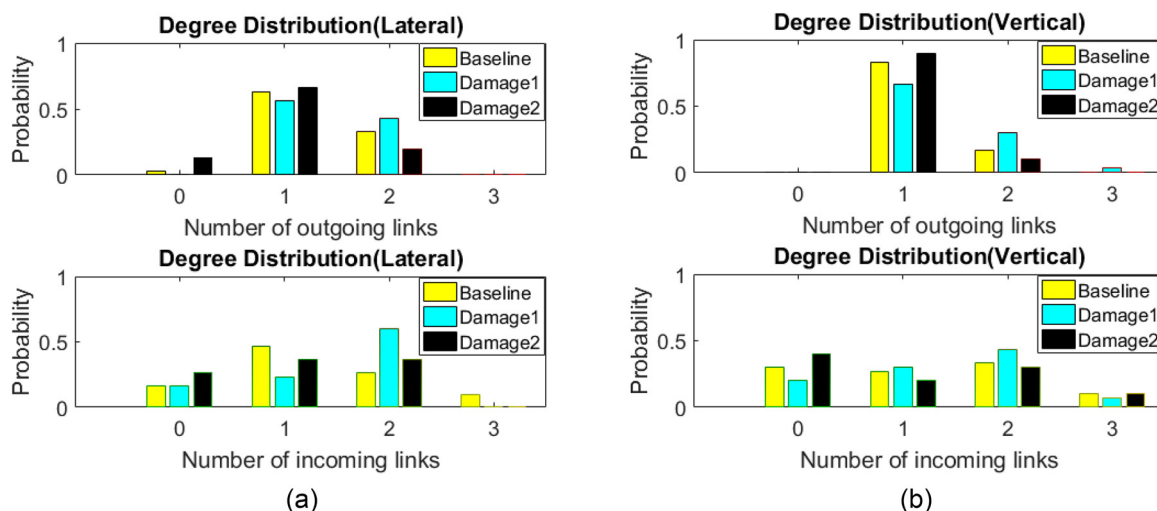 Degree Distribution(Lateral)
1
0.5
0
Probability
Baseline
Damage1
Damage2
0 1 2 3
Number of outgoing links
Degree Distribution(Lateral)
1
0.5
0
Probability
Baseline
Damage1
Damage2
0 1 2 3
Number of incoming links
(a)
Degree Distribution(Vertical)
1
0.5
0
Probability
Baseline
Damage1
Damage2
0 1 2 3
Number of outgoing links
Degree Distribution(Vertical)
1
0.5
0
Probability
Baseline
Damage1
Damage2
0 1 2 3
Number of incoming links
(b)